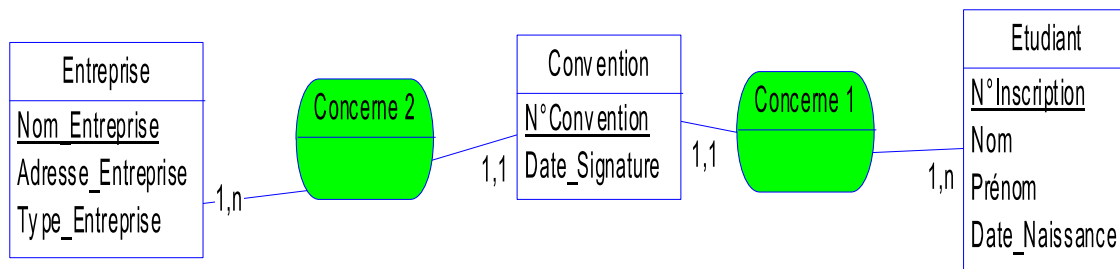 Entreprise
Nom_Entreprise
Adresse_Entreprise
Type_Entreprise
1,n
Concerne 2
1,1
Convention
N°Convention
Date_Signature
1,1
Concerne 1
1,n
Etudiant
N°Inscription
Nom
Prénom
Date_Naissance